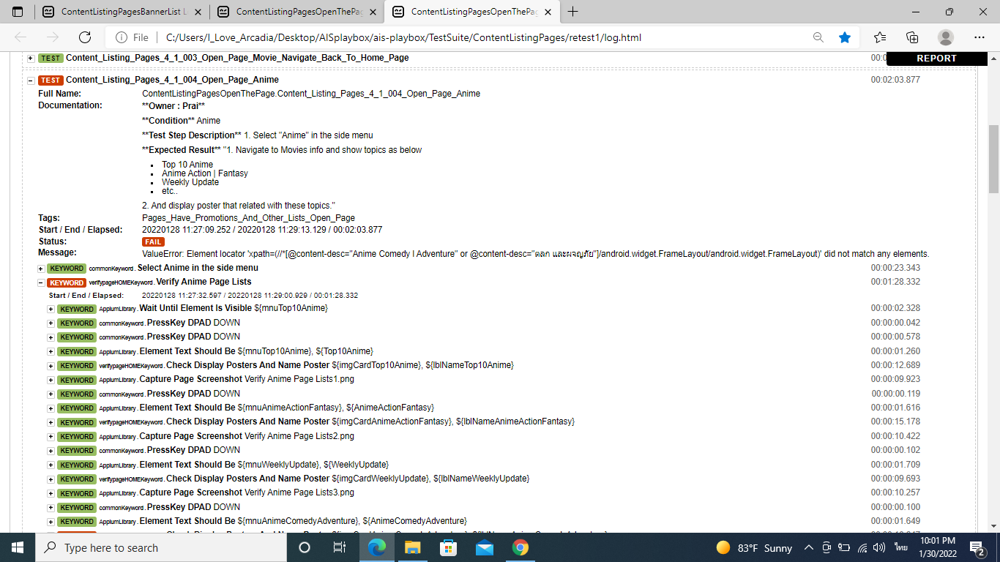 ContentListingPagesBannerList L
ContentListingPagesOpenThePag
ContentListingPagesOpenThePag
File
C:/Users/I_Love_Arcadia/Desktop/AISplaybox/ais-playbox/TestSuite/ContentListingPages/retest1/log.html
TEST Content_Listing_Pages_4_1_003_Open_Page_Movie_Navigate_Back_To_Home_Page 00:0
REPORT
TEST Content_Listing_Pages_4_1_004_Open_Page_Anime 00:02:03.877
Full Name: ContentListingPagesOpenThePage.Content_Listing_Pages_4_1_004_Open_Page_Anime
Documentation: **Owner : Prai**
**Condition** Anime
**Test Step Description** 1. Select "Anime" in the side menu
**Expected Result** "1. Navigate to Movies info and show topics as below
Top 10 Anime
Anime Action | Fantasy
Weekly Update
etc..
2. And display poster that related with these topics."
Tags: Pages_Have_Promotions_And_Other_Lists_Open_Page
Start / End / Elapsed: 20220128 11:27:09.252 / 20220128 11:29:13.129 / 00:02:03.877
Status: FAIL
Message: ValueError: Element locator 'xpath=(//*[@content-desc="Anime Comedy l Adventure" or @content-desc="ตลก และผจญภัย"]/android.widget.FrameLayout/android.widget.FrameLayout)' did not match any elements.
KEYWORD commonKeyword. Select Anime in the side menu 00:00:23.343
KEYWORD verifypageHOMEKeyword. Verify Anime Page Lists 00:01:28.332
Start / End / Elapsed: 20220128 11:27:32.597 / 20220128 11:29:00.929 / 00:01:28.332
KEYWORD AppiumLibrary. Wait Until Element Is Visible ${mnuTop10Anime} 00:00:02.328
KEYWORD commonKeyword. PressKey DPAD DOWN 00:00:00.042
KEYWORD commonKeyword. PressKey DPAD DOWN 00:00:00.578
KEYWORD AppiumLibrary. Element Text Should Be ${mnuTop10Anime}, ${Top10Anime} 00:00:01.260
KEYWORD verifypageHOMEKeyword. Check Display Posters And Name Poster ${imgCardTop10Anime}, ${lblNameTop10Anime} 00:00:12.689
KEYWORD AppiumLibrary. Capture Page Screenshot Verify Anime Page Lists1.png 00:00:09.923
KEYWORD commonKeyword. PressKey DPAD DOWN 00:00:00.119
KEYWORD AppiumLibrary. Element Text Should Be ${mnuAnimeActionFantasy}, ${AnimeActionFantasy} 00:00:01.616
KEYWORD verifypageHOMEKeyword. Check Display Posters And Name Poster ${imgCardAnimeActionFantasy}, ${lblNameAnimeActionFantasy} 00:00:15.178
KEYWORD AppiumLibrary. Capture Page Screenshot Verify Anime Page Lists2.png 00:00:10.422
KEYWORD commonKeyword. PressKey DPAD DOWN 00:00:00.102
KEYWORD AppiumLibrary. Element Text Should Be ${mnuWeeklyUpdate}, ${WeeklyUpdate} 00:00:01.709
KEYWORD verifypageHOMEKeyword. Check Display Posters And Name Poster ${imgCardWeeklyUpdate}, ${lblNameWeeklyUpdate} 00:00:09.693
KEYWORD AppiumLibrary. Capture Page Screenshot Verify Anime Page Lists3.png 00:00:10.257
KEYWORD commonKeyword. PressKey DPAD DOWN 00:00:00.100
KEYWORD AppiumLibrary. Element Text Should Be ${mnuAnimeComedyAdventure}, ${AnimeComedyAdventure} 00:00:01.649
Type here to search
83°F Sunny
ไทย
10:01 PM
1/30/2022
2